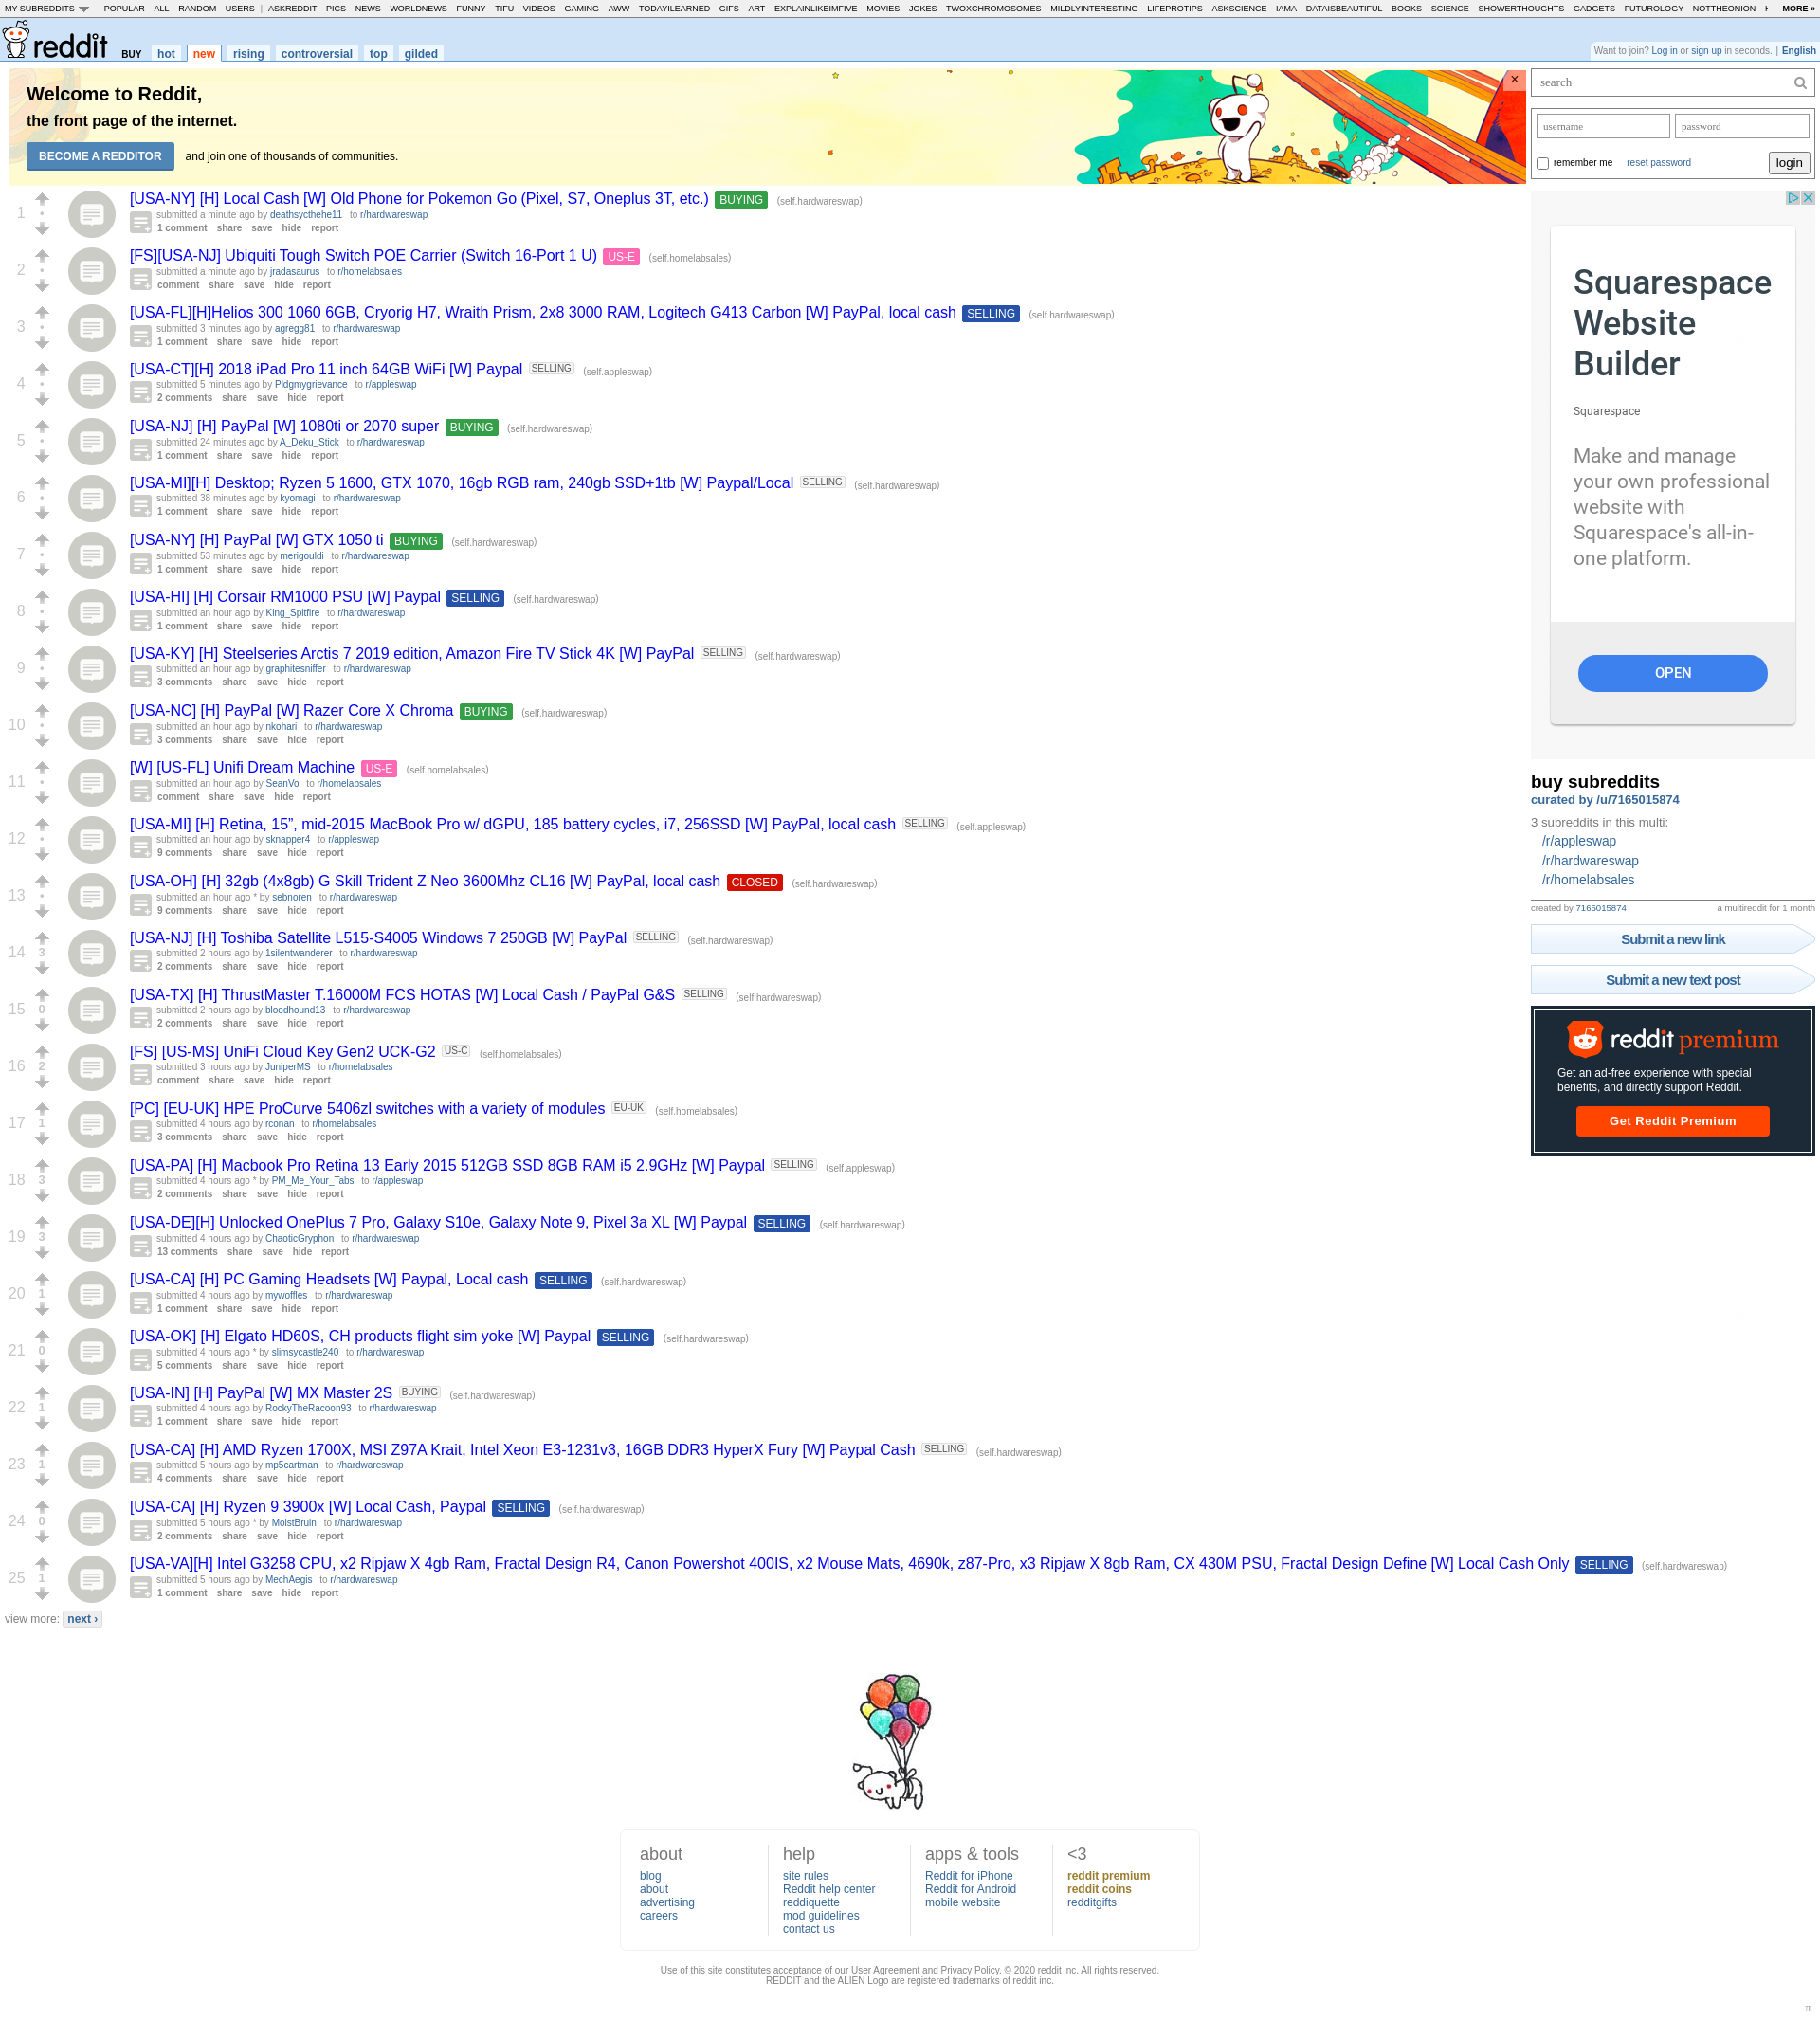 MY SUBREDDITS POPULAR - ALL - RANDOM - USERS | ASKREDDIT - PICS - NEWS - WORLDNEWS - FUNNY - TIFU - VIDEOS - GAMING - AWW - TODAYILEARNED - GIFS - ART - EXPLAINLIKEIMFIVE - MOVIES - JOKES - TWOXCHROMOSOMES - MILDLYINTERESTING - LIFEPROTIPS - ASKSCIENCE - IAMA - DATAISBEAUTIFUL - BOOKS - SCIENCE - SHOWERTHOUGHTS - GADGETS - FUTUROLOGY - NOTTHEONION - MORE »
reddit BUY hot new rising controversial top gilded
Want to join? Log in or sign up in seconds. | English
Welcome to Reddit,
the front page of the internet.
BECOME A REDDITOR and join one of thousands of communities.
×
1
[USA-NY] [H] Local Cash [W] Old Phone for Pokemon Go (Pixel, S7, Oneplus 3T, etc.) BUYING (self.hardwareswap)
submitted a minute ago by deathsycthehe11 to r/hardwareswap
1 comment share save hide report
2
[FS][USA-NJ] Ubiquiti Tough Switch POE Carrier (Switch 16-Port 1 U) US-E (self.homelabsales)
submitted a minute ago by jradasaurus to r/homelabsales
comment share save hide report
3
[USA-FL][H]Helios 300 1060 6GB, Cryorig H7, Wraith Prism, 2x8 3000 RAM, Logitech G413 Carbon [W] PayPal, local cash SELLING (self.hardwareswap)
submitted 3 minutes ago by agregg81 to r/hardwareswap
1 comment share save hide report
4
[USA-CT][H] 2018 iPad Pro 11 inch 64GB WiFi [W] Paypal SELLING (self.appleswap)
submitted 5 minutes ago by Pldgmygrievance to r/appleswap
2 comments share save hide report
5
[USA-NJ] [H] PayPal [W] 1080ti or 2070 super BUYING (self.hardwareswap)
submitted 24 minutes ago by A_Deku_Stick to r/hardwareswap
1 comment share save hide report
6
[USA-MI][H] Desktop; Ryzen 5 1600, GTX 1070, 16gb RGB ram, 240gb SSD+1tb [W] Paypal/Local SELLING (self.hardwareswap)
submitted 38 minutes ago by kyomagi to r/hardwareswap
1 comment share save hide report
7
[USA-NY] [H] PayPal [W] GTX 1050 ti BUYING (self.hardwareswap)
submitted 53 minutes ago by merigouldi to r/hardwareswap
1 comment share save hide report
8
[USA-HI] [H] Corsair RM1000 PSU [W] Paypal SELLING (self.hardwareswap)
submitted an hour ago by King_Spitfire to r/hardwareswap
1 comment share save hide report
9
[USA-KY] [H] Steelseries Arctis 7 2019 edition, Amazon Fire TV Stick 4K [W] PayPal SELLING (self.hardwareswap)
submitted an hour ago by graphitesniffer to r/hardwareswap
3 comments share save hide report
10
[USA-NC] [H] PayPal [W] Razer Core X Chroma BUYING (self.hardwareswap)
submitted an hour ago by nkohari to r/hardwareswap
3 comments share save hide report
11
[W] [US-FL] Unifi Dream Machine US-E (self.homelabsales)
submitted an hour ago by SeanVo to r/homelabsales
comment share save hide report
12
[USA-MI] [H] Retina, 15”, mid-2015 MacBook Pro w/ dGPU, 185 battery cycles, i7, 256SSD [W] PayPal, local cash SELLING (self.appleswap)
submitted an hour ago by sknapper4 to r/appleswap
9 comments share save hide report
13
[USA-OH] [H] 32gb (4x8gb) G Skill Trident Z Neo 3600Mhz CL16 [W] PayPal, local cash CLOSED (self.hardwareswap)
submitted an hour ago * by sebnoren to r/hardwareswap
9 comments share save hide report
14 3
[USA-NJ] [H] Toshiba Satellite L515-S4005 Windows 7 250GB [W] PayPal SELLING (self.hardwareswap)
submitted 2 hours ago by 1silentwanderer to r/hardwareswap
2 comments share save hide report
15 0
[USA-TX] [H] ThrustMaster T.16000M FCS HOTAS [W] Local Cash / PayPal G&S SELLING (self.hardwareswap)
submitted 2 hours ago by bloodhound13 to r/hardwareswap
2 comments share save hide report
16 2
[FS] [US-MS] UniFi Cloud Key Gen2 UCK-G2 US-C (self.homelabsales)
submitted 3 hours ago by JuniperMS to r/homelabsales
comment share save hide report
17 1
[PC] [EU-UK] HPE ProCurve 5406zl switches with a variety of modules EU-UK (self.homelabsales)
submitted 4 hours ago by rconan to r/homelabsales
3 comments share save hide report
18 3
[USA-PA] [H] Macbook Pro Retina 13 Early 2015 512GB SSD 8GB RAM i5 2.9GHz [W] Paypal SELLING (self.appleswap)
submitted 4 hours ago * by PM_Me_Your_Tabs to r/appleswap
2 comments share save hide report
19 3
[USA-DE][H] Unlocked OnePlus 7 Pro, Galaxy S10e, Galaxy Note 9, Pixel 3a XL [W] Paypal SELLING (self.hardwareswap)
submitted 4 hours ago by ChaoticGryphon to r/hardwareswap
13 comments share save hide report
20 1
[USA-CA] [H] PC Gaming Headsets [W] Paypal, Local cash SELLING (self.hardwareswap)
submitted 4 hours ago by mywoffles to r/hardwareswap
1 comment share save hide report
21 0
[USA-OK] [H] Elgato HD60S, CH products flight sim yoke [W] Paypal SELLING (self.hardwareswap)
submitted 4 hours ago * by slimsycastle240 to r/hardwareswap
5 comments share save hide report
22 1
[USA-IN] [H] PayPal [W] MX Master 2S BUYING (self.hardwareswap)
submitted 4 hours ago by RockyTheRacoon93 to r/hardwareswap
1 comment share save hide report
23 1
[USA-CA] [H] AMD Ryzen 1700X, MSI Z97A Krait, Intel Xeon E3-1231v3, 16GB DDR3 HyperX Fury [W] Paypal Cash SELLING (self.hardwareswap)
submitted 5 hours ago by mp5cartman to r/hardwareswap
4 comments share save hide report
24 0
[USA-CA] [H] Ryzen 9 3900x [W] Local Cash, Paypal SELLING (self.hardwareswap)
submitted 5 hours ago * by MoistBruin to r/hardwareswap
2 comments share save hide report
25 1
[USA-VA][H] Intel G3258 CPU, x2 Ripjaw X 4gb Ram, Fractal Design R4, Canon Powershot 400IS, x2 Mouse Mats, 4690k, z87-Pro, x3 Ripjaw X 8gb Ram, CX 430M PSU, Fractal Design Define [W] Local Cash Only SELLING (self.hardwareswap)
submitted 5 hours ago by MechAegis to r/hardwareswap
1 comment share save hide report
view more: next ›
search
username password
remember me reset password login
Squarespace
Website
Builder
Squarespace
Make and manage
your own professional
website with
Squarespace's all-in-
one platform.
OPEN
buy subreddits
curated by /u/7165015874
3 subreddits in this multi:
/r/appleswap
/r/hardwareswap
/r/homelabsales
created by 7165015874 a multireddit for 1 month
Submit a new link
Submit a new text post
reddit premium
Get an ad-free experience with special
benefits, and directly support Reddit.
Get Reddit Premium
about
blog
about
advertising
careers
help
site rules
Reddit help center
reddiquette
mod guidelines
contact us
apps & tools
Reddit for iPhone
Reddit for Android
mobile website
<3
reddit premium
reddit coins
redditgifts
Use of this site constitutes acceptance of our User Agreement and Privacy Policy. © 2020 reddit inc. All rights reserved.
REDDIT and the ALIEN Logo are registered trademarks of reddit inc.
π